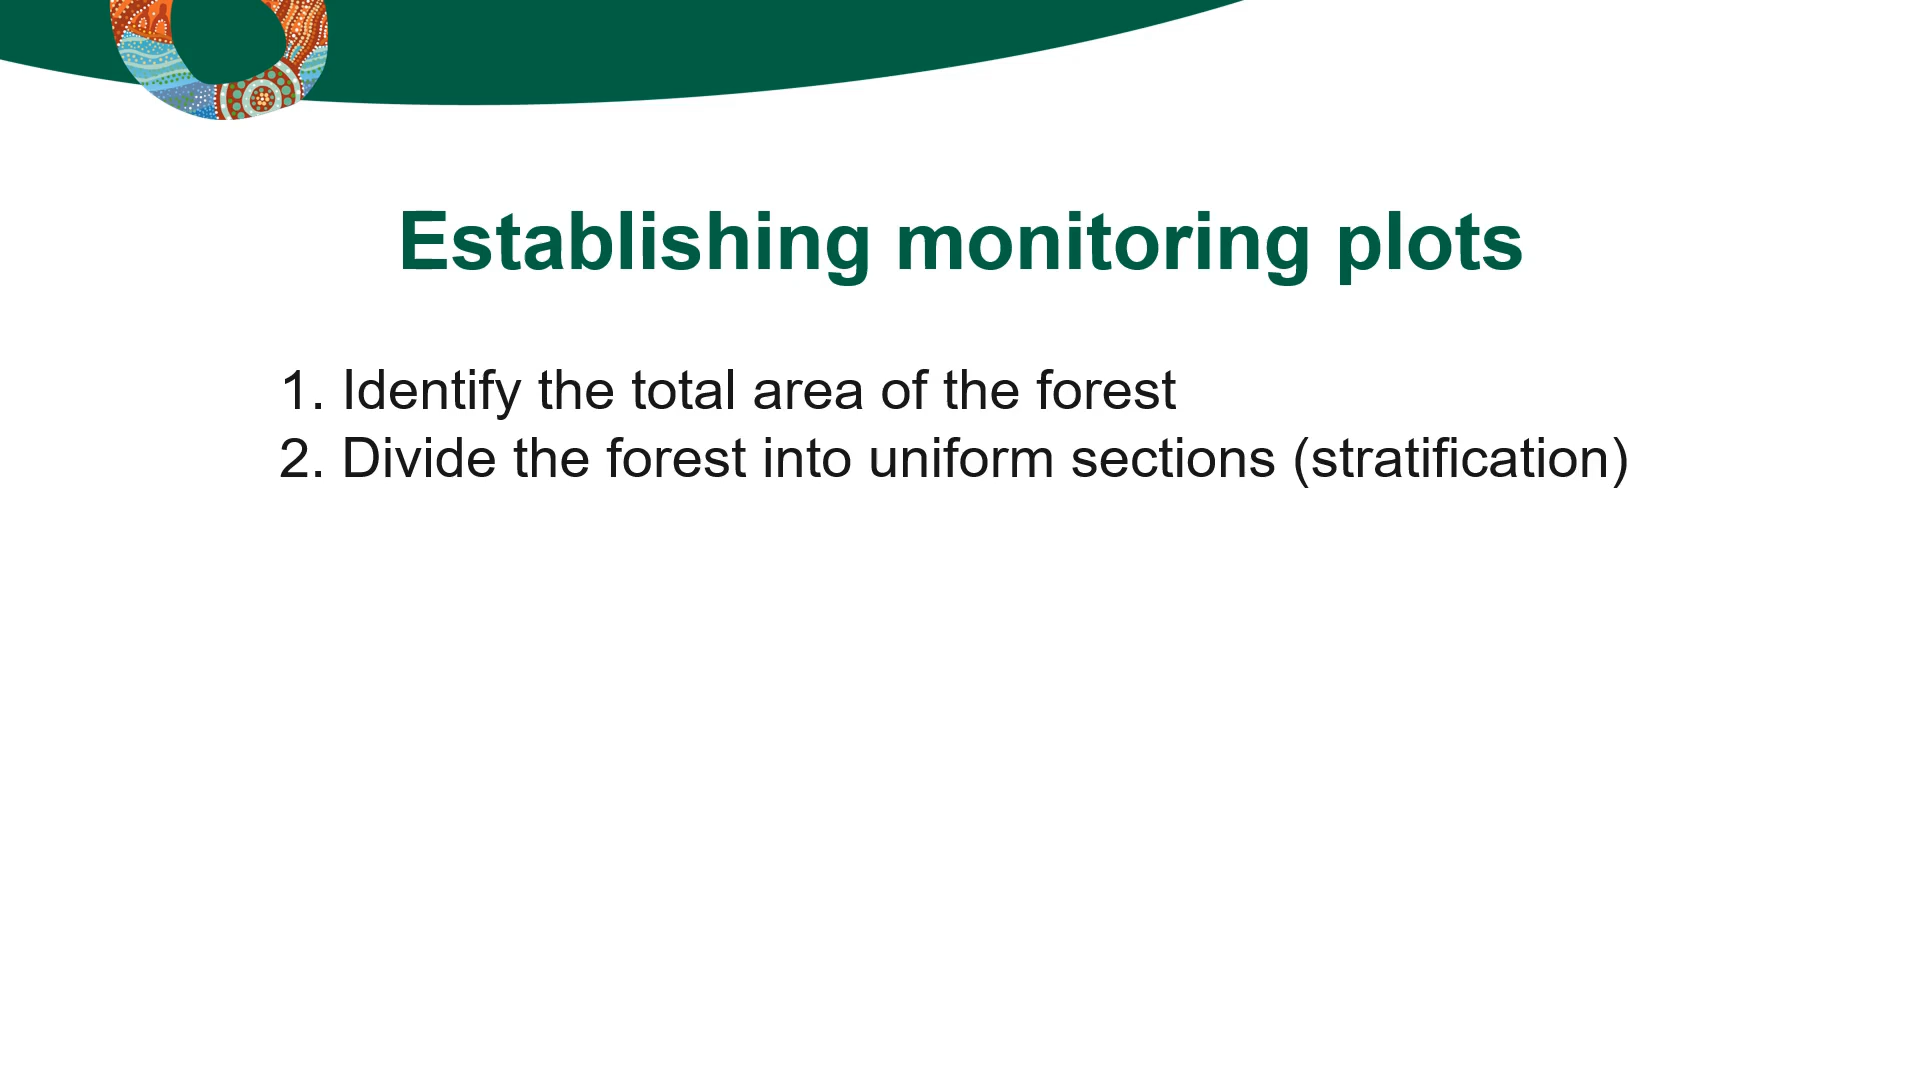 Establishing monitoring plots
1. Identify the total area of the forest
2. Divide the forest into uniform sections (stratification)